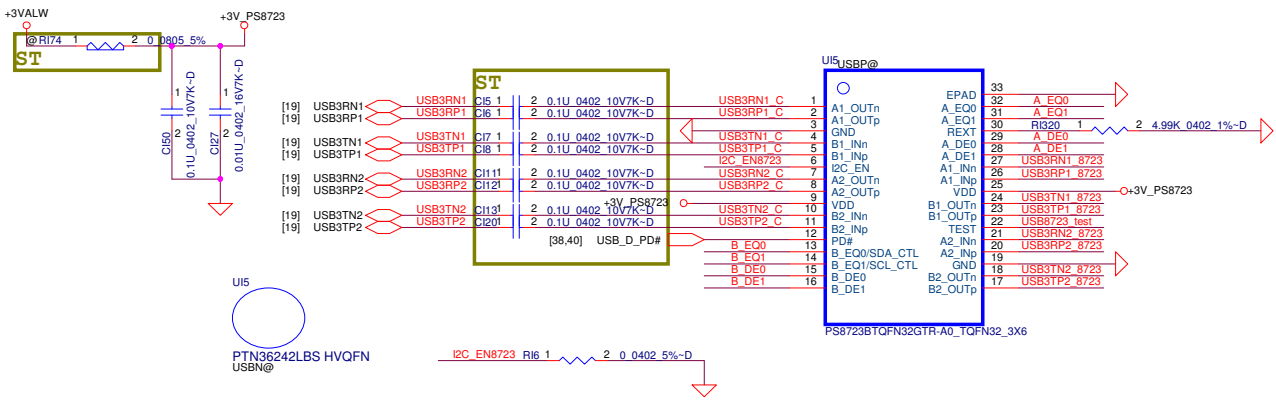 +3VALW
+3V_PS8723
@ RI74 1 2 0_0805_5%
ST
1 2 CI50 0.1U_0402_10V7K~D
1 2 CI27 0.01U_0402_16V7K~D
ST
[19] USB3RN1 USB3RN1 CI5 1 2 0.1U_0402_10V7K~D USB3RN1_C
[19] USB3RP1 USB3RP1 CI6 1 2 0.1U_0402_10V7K~D USB3RP1_C
[19] USB3TN1 USB3TN1 CI7 1 2 0.1U_0402_10V7K~D USB3TN1_C
[19] USB3TP1 USB3TP1 CI8 1 2 0.1U_0402_10V7K~D USB3TP1_C
I2C_EN8723
[19] USB3RN2 USB3RN2 CI11 1 2 0.1U_0402_10V7K~D USB3RN2_C
[19] USB3RP2 USB3RP2 CI12 1 2 0.1U_0402_10V7K~D USB3RP2_C
+3V_PS8723
[19] USB3TN2 USB3TN2 CI13 1 2 0.1U_0402_10V7K~D USB3TN2_C
[19] USB3TP2 USB3TP2 CI20 1 2 0.1U_0402_10V7K~D USB3TP2_C
[38,40] USB_D_PD#
B_EQ0
B_EQ1
B_DE0
B_DE1
UI5
USBP@
1 A1_OUTn
2 A1_OUTp
3 GND
4 B1_INn
5 B1_INp
6 I2C_EN
7 A2_OUTn
8 A2_OUTp
9 VDD
10 B2_INn
11 B2_INp
12 PD#
13 B_EQ0/SDA_CTL
14 B_EQ1/SCL_CTL
15 B_DE0
16 B_DE1
EPAD 33
A_EQ0 32 A_EQ0
A_EQ1 31 A_EQ1
REXT 30 RI320 1 2 4.99K_0402_1%~D
A_DE0 29 A_DE0
A_DE1 28 A_DE1
A1_INn 27 USB3RN1_8723
A1_INp 26 USB3RP1_8723
VDD 25 +3V_PS8723
B1_OUTn 24 USB3TN1_8723
B1_OUTp 23 USB3TP1_8723
TEST 22 UB8723_test
A2_INn 21 USB3RN2_8723
A2_INp 20 USB3RP2_8723
GND 19
B2_OUTn 18 USB3TN2_8723
B2_OUTp 17 USB3TP2_8723
PS8723BTQFN32GTR-A0_TQFN32_3X6
UI5
PTN36242LBS HVQFN
USBN@
I2C_EN8723 RI6 1 2 0_0402_5%~D